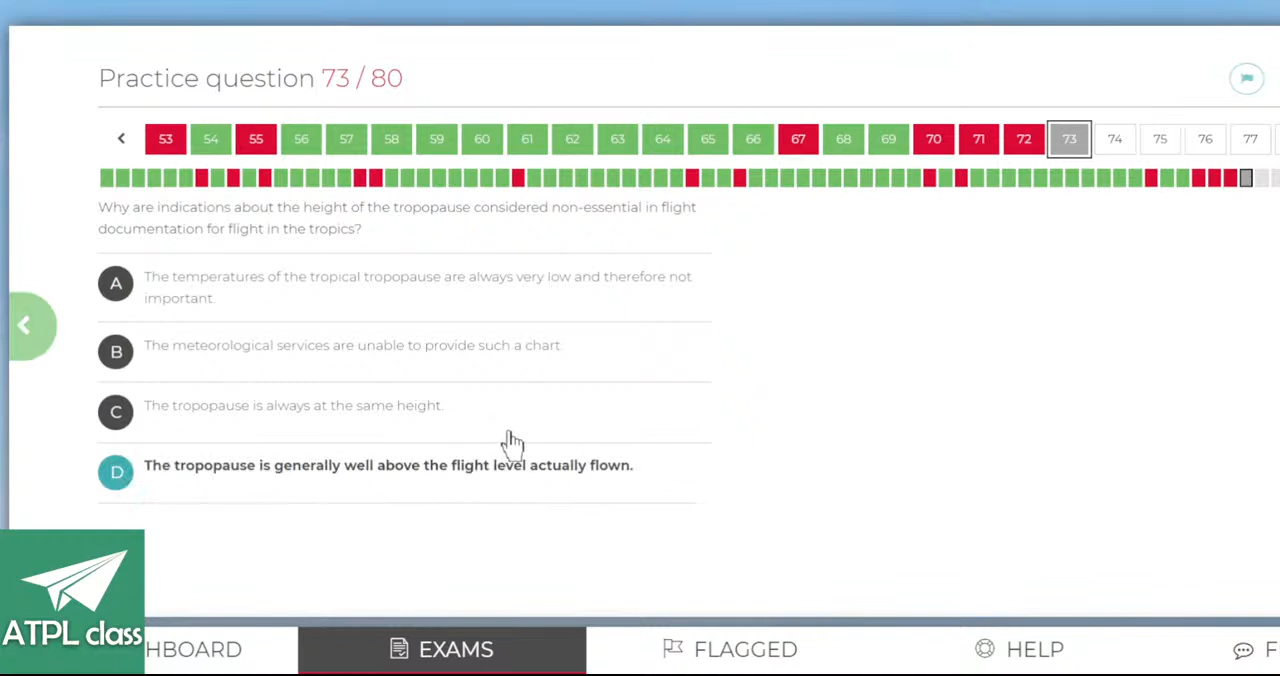 Practice question 73 / 80
53 54 55 56 57 58 59 60 61 62 63 64 65 66 67 68 69 70 71 72 73 74 75 76 77
Why are indications about the height of the tropopause considered non-essential in flight
documentation for flight in the tropics?
A The temperatures of the tropical tropopause are always very low and therefore not
important.
B The meteorological services are unable to provide such a chart.
C The tropopause is always at the same height.
D The tropopause is generally well above the flight level actually flown.
ATPL class
HBOARD EXAMS FLAGGED HELP F